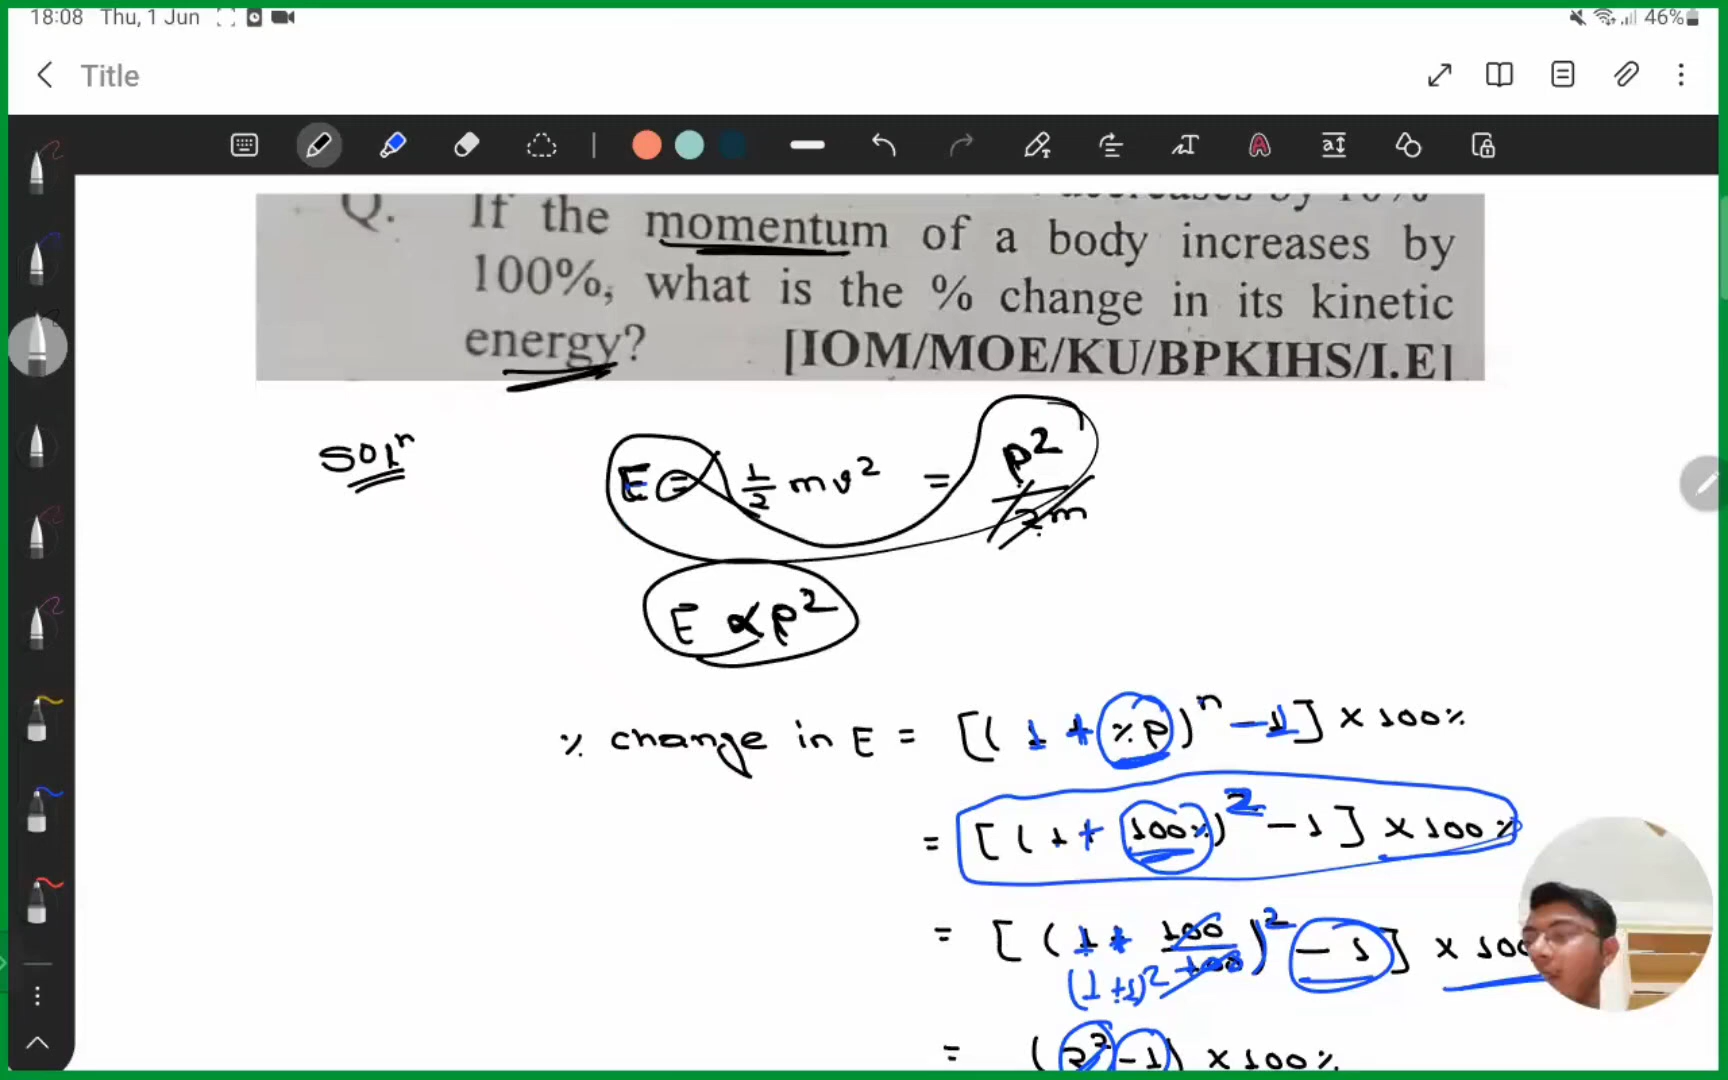 18:08 Thu, 1 Jun
46%
Title
Q. If the momentum of a body increases by
100%, what is the % change in its kinetic
energy? [IOM/MOE/KU/BPKIHS/I.E]
Solⁿ
E = ½ mv² = p²/2m
E ∝ p²
% change in E = [(1 + %p)ⁿ - 1] × 100%
= [(1 + 100%)² - 1] × 100%
= [(1 + 100/100)² - 1] × 100
(1+1)²
= (2² - 1) × 100%